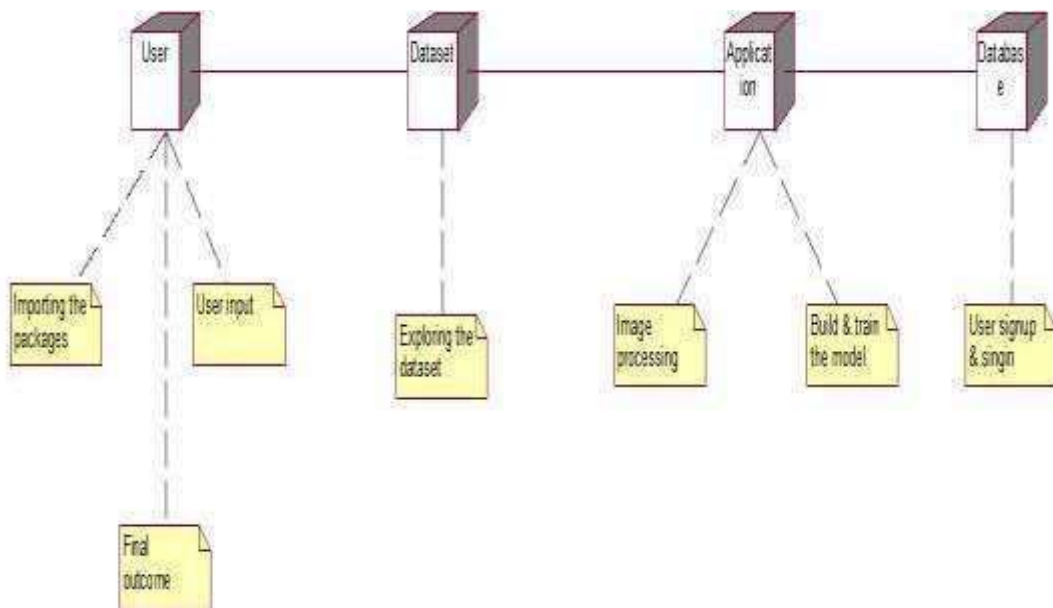 User
Dataset
Applicat
ion
Databas
e
Importing the
packages
User input
Exploring the
dataset
Image
processing
Build & train
the model
User signup
& singin
Final
outcome